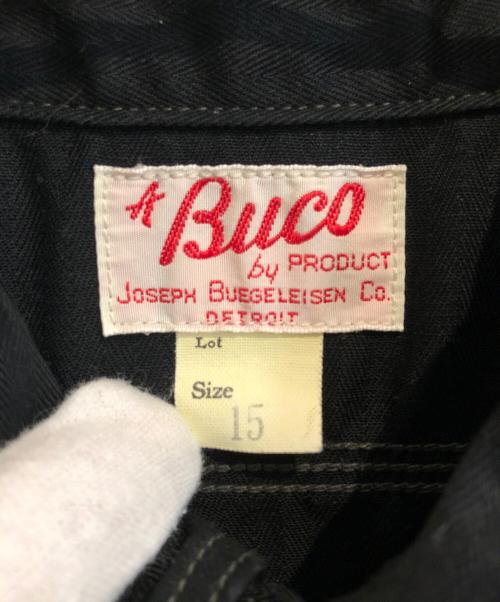 A Buco
by PRODUCT
JOSEPH BUEGELEISEN Co.
DETROIT
Lot
Size
15